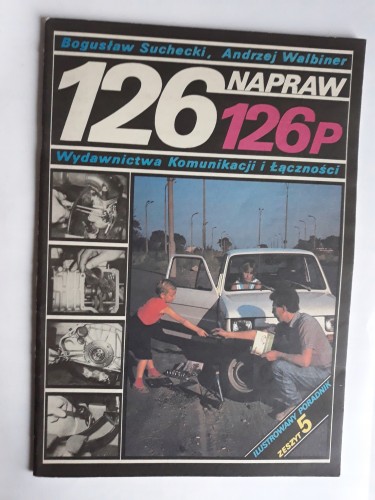 Bogusław Suchecki, Andrzej Walbiner
126 NAPRAW
126P
Wydawnictwa Komunikacji i Łączności
ILUSTROWANY PORADNIK
ZESZYT 5